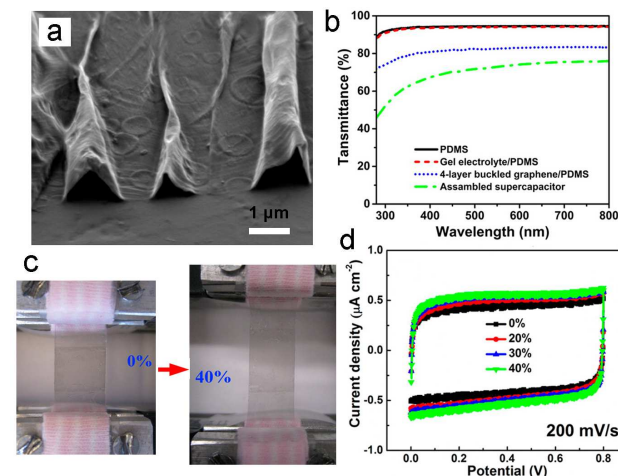 a
1 µm
b
Tansmittance (%)
100
80
60
40
20
0
PDMS
Gel electrolyte/PDMS
4-layer buckled graphene/PDMS
Assambled supercapacitor
300 400 500 600 700 800
Wavelength (nm)
c
0%
40%
d
Current density (µA cm⁻²)
1.0
0.5
0.0
-0.5
-1.0
0%
20%
30%
40%
200 mV/s
0.0 0.2 0.4 0.6 0.8
Potential (V)